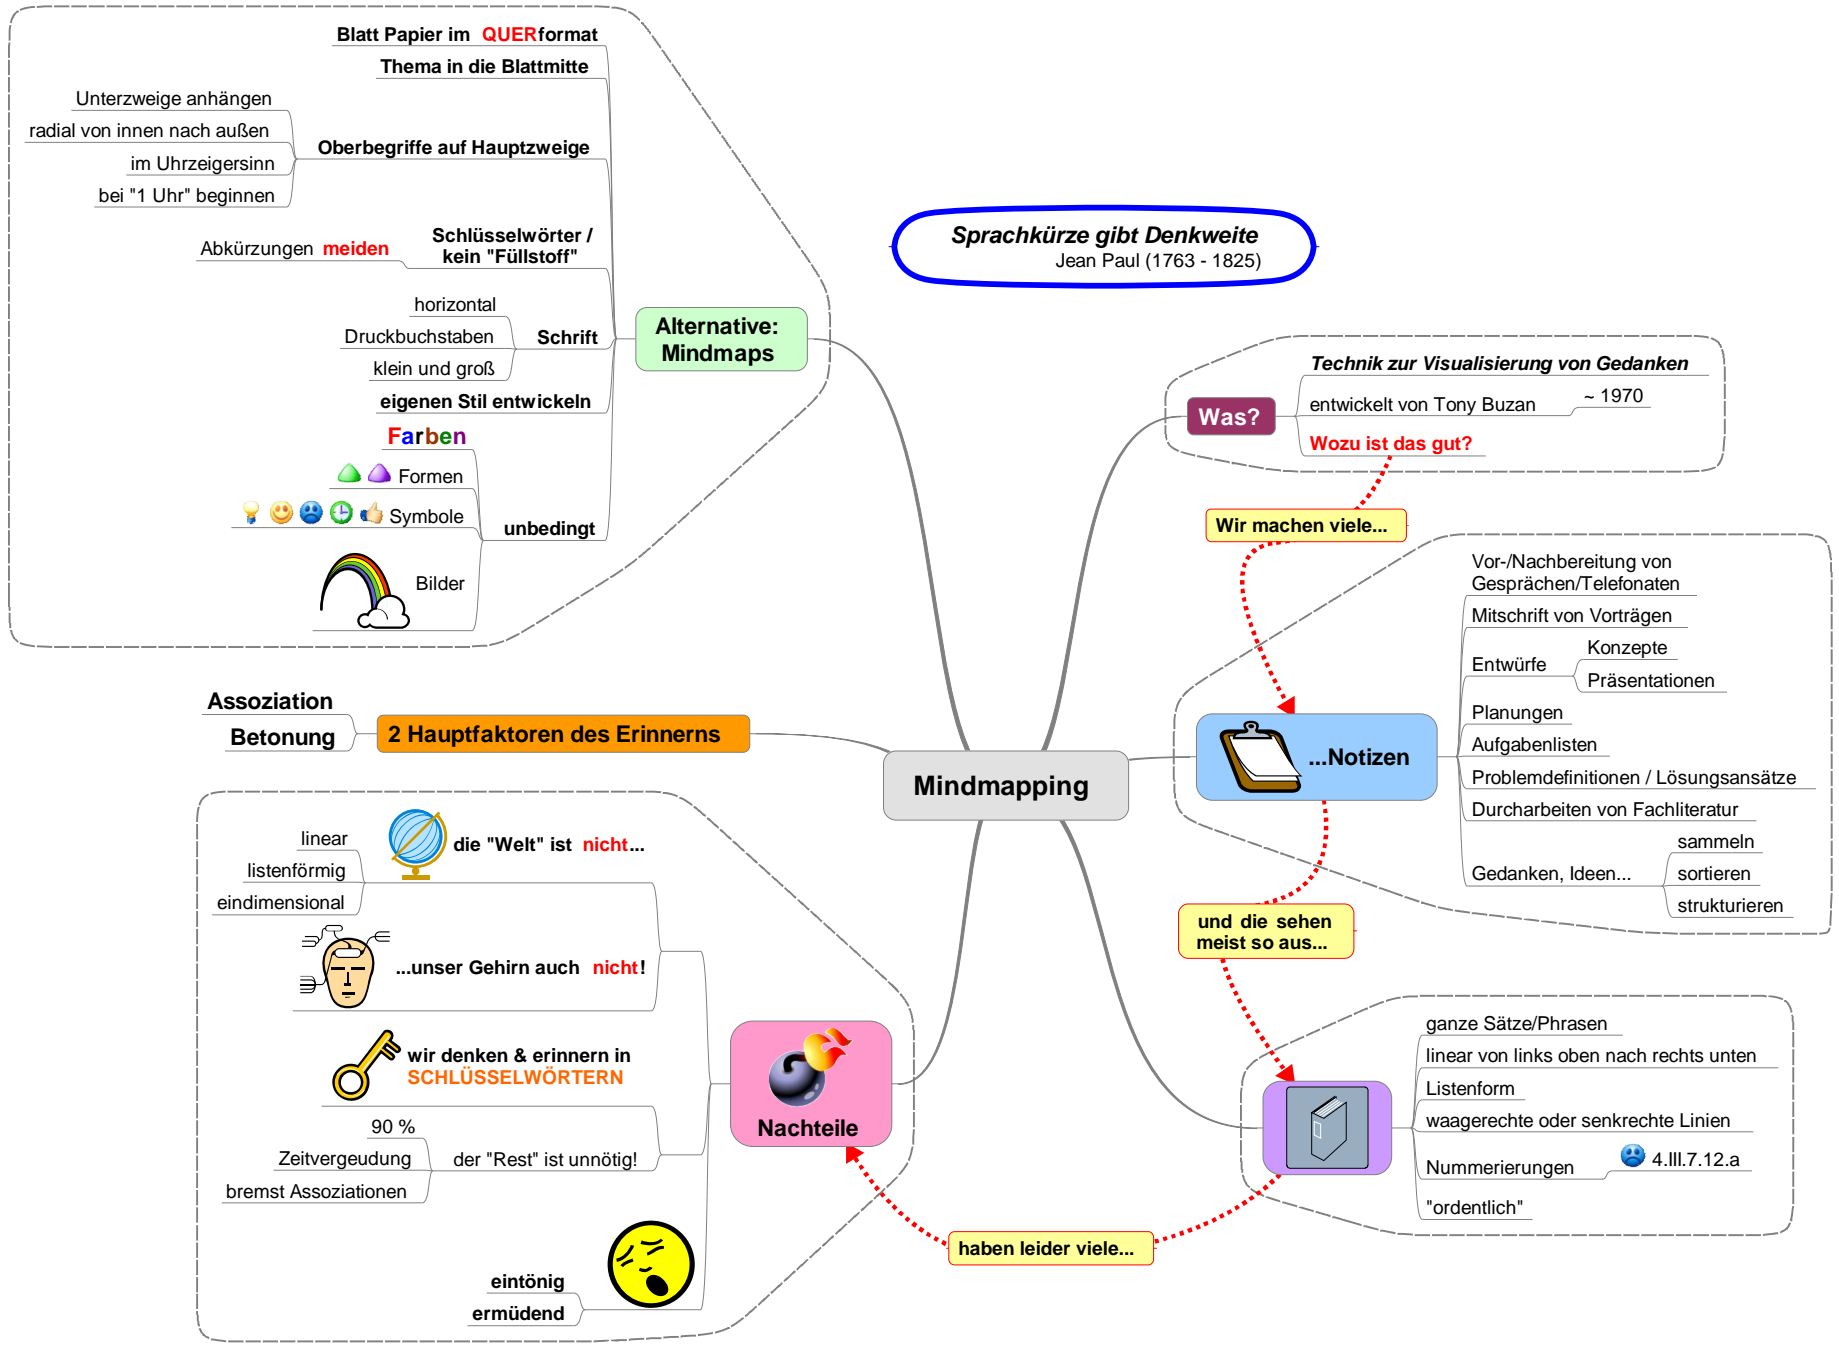 Mindmapping
Sprachkürze gibt Denkweite
Jean Paul (1763 - 1825)
Was?
Technik zur Visualisierung von Gedanken
entwickelt von Tony Buzan
~ 1970
Wozu ist das gut?
Wir machen viele...
...Notizen
Vor-/Nachbereitung von
Gesprächen/Telefonaten
Mitschrift von Vorträgen
Entwürfe
Konzepte
Präsentationen
Planungen
Aufgabenlisten
Problemdefinitionen / Lösungsansätze
Durcharbeiten von Fachliteratur
Gedanken, Ideen...
sammeln
sortieren
strukturieren
und die sehen
meist so aus...
ganze Sätze/Phrasen
linear von links oben nach rechts unten
Listenform
waagerechte oder senkrechte Linien
Nummerierungen
4.III.7.12.a
"ordentlich"
haben leider viele...
Nachteile
die "Welt" ist nicht...
linear
listenförmig
eindimensional
...unser Gehirn auch nicht!
wir denken & erinnern in
SCHLÜSSELWÖRTERN
der "Rest" ist unnötig!
90 %
Zeitvergeudung
bremst Assoziationen
eintönig
ermüdend
2 Hauptfaktoren des Erinnerns
Assoziation
Betonung
Alternative:
Mindmaps
Blatt Papier im QUERformat
Thema in die Blattmitte
Oberbegriffe auf Hauptzweige
Unterzweige anhängen
radial von innen nach außen
im Uhrzeigersinn
bei "1 Uhr" beginnen
Schlüsselwörter /
kein "Füllstoff"
Abkürzungen meiden
Schrift
horizontal
Druckbuchstaben
klein und groß
eigenen Stil entwickeln
unbedingt
Farben
Formen
Symbole
Bilder